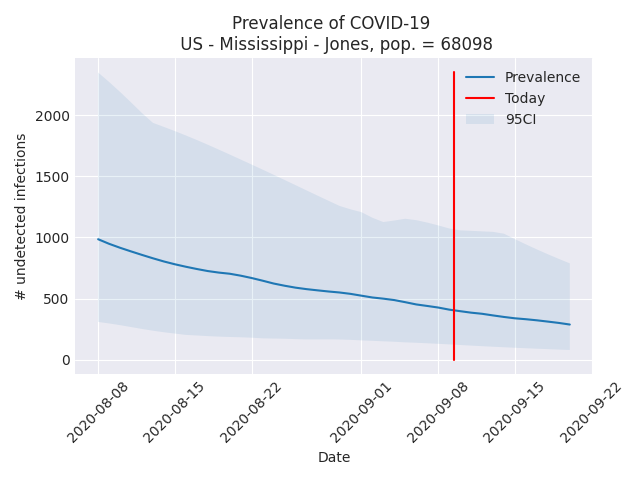 Prevalence of COVID-19
US - Mississippi - Jones, pop. = 68098
Prevalence
Today
95CI
# undetected infections
2000
1500
1000
500
0
2020-08-08
2020-08-15
2020-08-22
2020-09-01
2020-09-08
2020-09-15
2020-09-22
Date